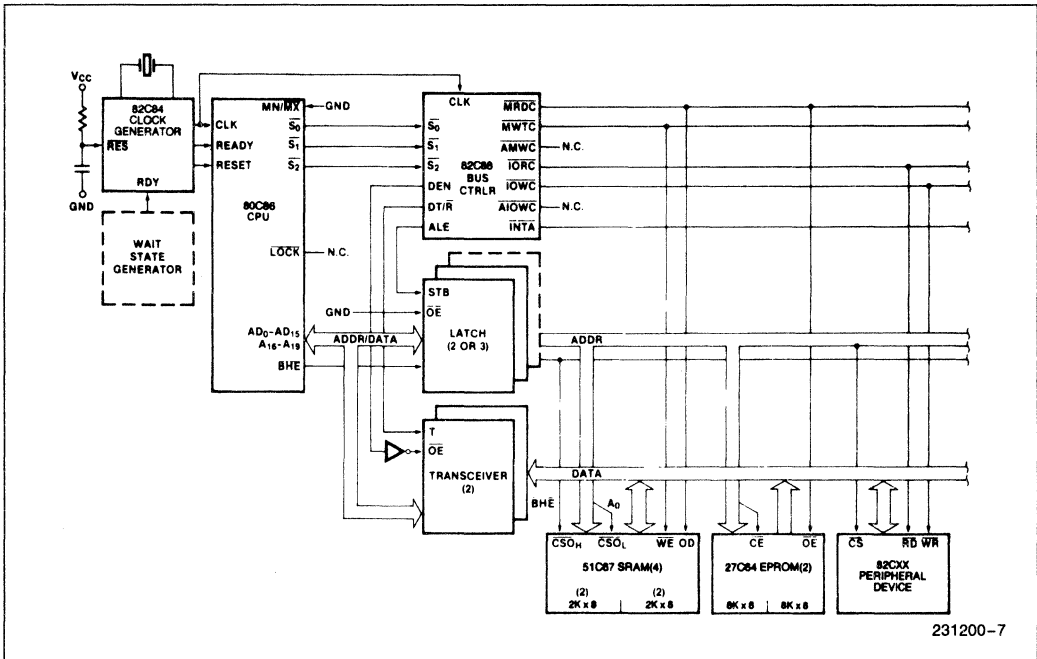 VCC
82C84
CLOCK
GENERATOR
RES
RDY
GND
WAIT
STATE
GENERATOR
MN/MX
GND
CLK
READY
RESET
S0
S1
S2
80C86
CPU
LOCK
N.C.
AD0-AD15
A16-A19
BHE
ADDR/DATA
CLK
S0
S1
S2
DEN
DT/R
ALE
82C88
BUS
CTRLR
MRDC
MWTC
AMWC
N.C.
IORC
IOWC
AIOWC
N.C.
INTA
STB
GND
OE
LATCH
(2 OR 3)
ADDR
T
OE
TRANSCEIVER
(2)
DATA
BHE
A0
CSOH
CSOL
WE OD
51C67 SRAM(4)
(2)
2K x 8
(2)
2K x 8
CE
OE
27C64 EPROM(2)
8K x 8
8K x 8
CS
RD WR
82CXX
PERIPHERAL
DEVICE
231200-7